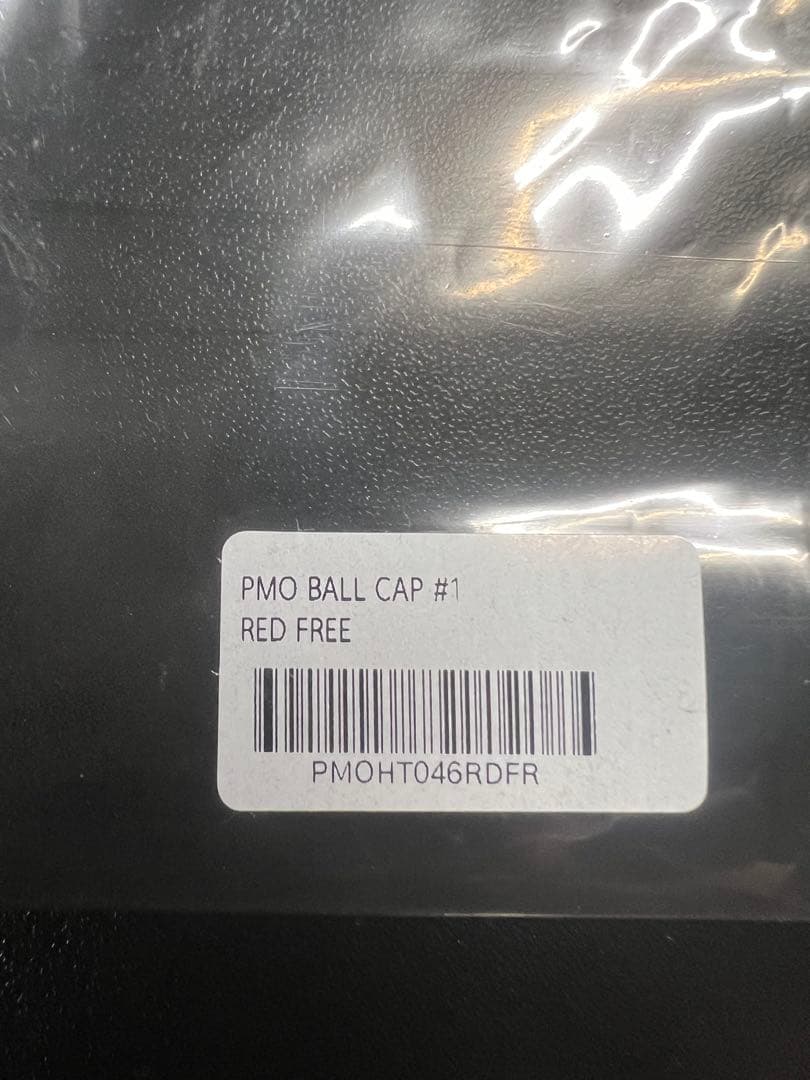 PMO BALL CAP #1
RED FREE
PMOHT046RDFR